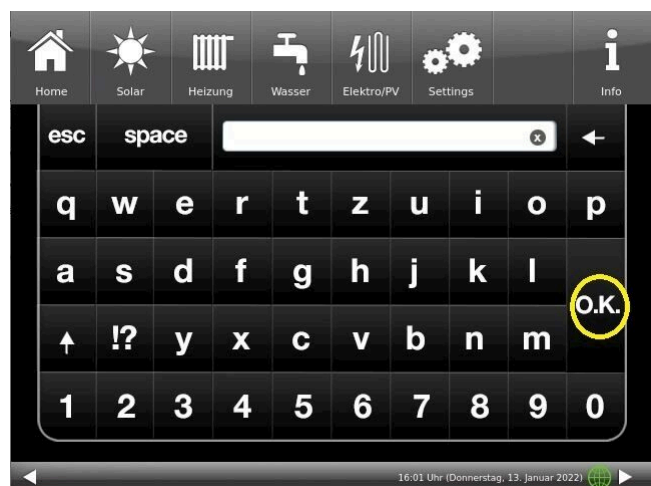 Home Solar Heizung Wasser Elektro/PV Settings Info
esc space
q w e r t z u i o p
a s d f g h j k l
O.K.
!? y x c v b n m
1 2 3 4 5 6 7 8 9 0
16:01 Uhr (Donnerstag, 13. Januar 2022)